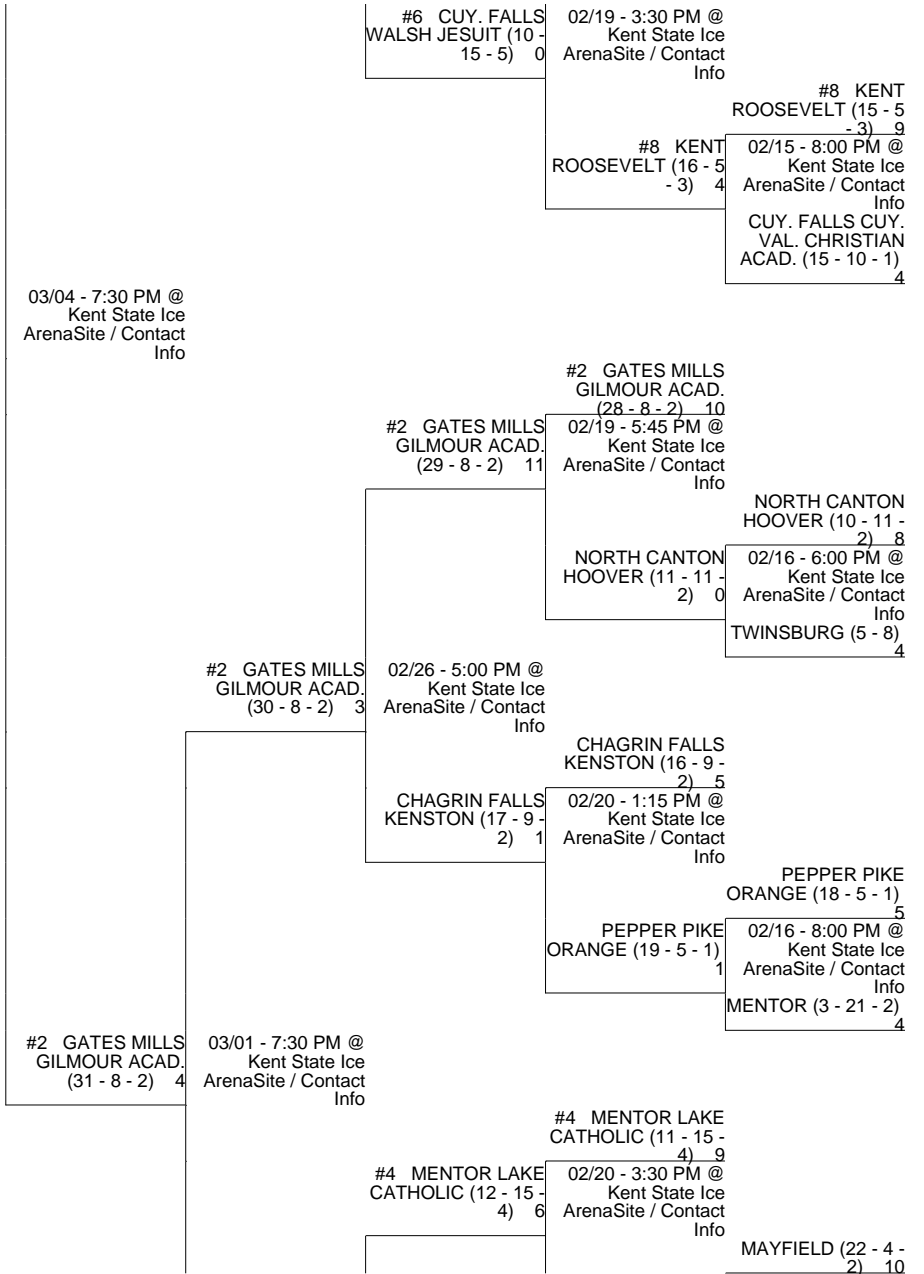 #6 CUY. FALLS
WALSH JESUIT (10 -
15 - 5) 0
02/19 - 3:30 PM @
Kent State Ice
ArenaSite / Contact
Info
#8 KENT
ROOSEVELT (15 - 5
- 3) 9
#8 KENT
ROOSEVELT (16 - 5
- 3) 4
02/15 - 8:00 PM @
Kent State Ice
ArenaSite / Contact
Info
CUY. FALLS CUY.
VAL. CHRISTIAN
ACAD. (15 - 10 - 1)
4
03/04 - 7:30 PM @
Kent State Ice
ArenaSite / Contact
Info
#2 GATES MILLS
GILMOUR ACAD.
(28 - 8 - 2) 10
#2 GATES MILLS
GILMOUR ACAD.
(29 - 8 - 2) 11
02/19 - 5:45 PM @
Kent State Ice
ArenaSite / Contact
Info
NORTH CANTON
HOOVER (10 - 11 -
2) 8
NORTH CANTON
HOOVER (11 - 11 -
2) 0
02/16 - 6:00 PM @
Kent State Ice
ArenaSite / Contact
Info
TWINSBURG (5 - 8)
4
#2 GATES MILLS
GILMOUR ACAD.
(30 - 8 - 2) 3
02/26 - 5:00 PM @
Kent State Ice
ArenaSite / Contact
Info
CHAGRIN FALLS
KENSTON (16 - 9 -
2) 5
CHAGRIN FALLS
KENSTON (17 - 9 -
2) 1
02/20 - 1:15 PM @
Kent State Ice
ArenaSite / Contact
Info
PEPPER PIKE
ORANGE (18 - 5 - 1)
5
PEPPER PIKE
ORANGE (19 - 5 - 1)
1
02/16 - 8:00 PM @
Kent State Ice
ArenaSite / Contact
Info
MENTOR (3 - 21 - 2)
4
#2 GATES MILLS
GILMOUR ACAD.
(31 - 8 - 2) 4
03/01 - 7:30 PM @
Kent State Ice
ArenaSite / Contact
Info
#4 MENTOR LAKE
CATHOLIC (11 - 15 -
4) 9
#4 MENTOR LAKE
CATHOLIC (12 - 15 -
4) 6
02/20 - 3:30 PM @
Kent State Ice
ArenaSite / Contact
Info
MAYFIELD (22 - 4 -
2) 10